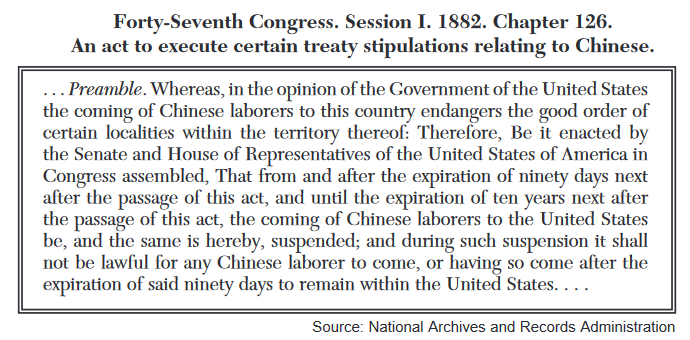 Forty-Seventh Congress. Session I. 1882. Chapter 126.
An act to execute certain treaty stipulations relating to Chinese.
. . . Preamble. Whereas, in the opinion of the Government of the United States
the coming of Chinese laborers to this country endangers the good order of
certain localities within the territory thereof: Therefore, Be it enacted by
the Senate and House of Representatives of the United States of America in
Congress assembled, That from and after the expiration of ninety days next
after the passage of this act, and until the expiration of ten years next after
the passage of this act, the coming of Chinese laborers to the United States
be, and the same is hereby, suspended; and during such suspension it shall
not be lawful for any Chinese laborer to come, or having so come after the
expiration of said ninety days to remain within the United States. . . .
Source: National Archives and Records Administration